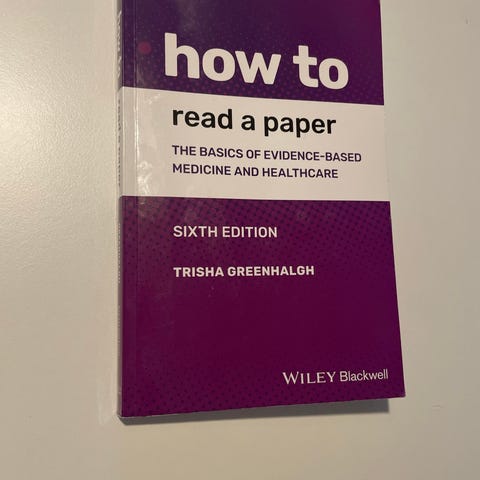 how to
read a paper
THE BASICS OF EVIDENCE-BASED
MEDICINE AND HEALTHCARE
SIXTH EDITION
TRISHA GREENHALGH
WILEY Blackwell